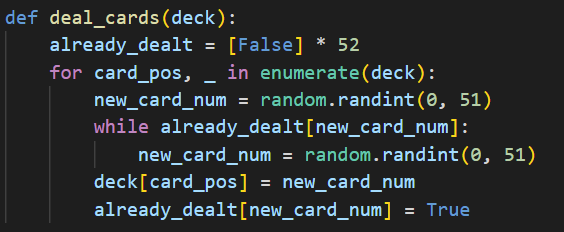 def deal_cards(deck):
    already_dealt = [False] * 52
    for card_pos, _ in enumerate(deck):
        new_card_num = random.randint(0, 51)
        while already_dealt[new_card_num]:
            new_card_num = random.randint(0, 51)
        deck[card_pos] = new_card_num
        already_dealt[new_card_num] = True